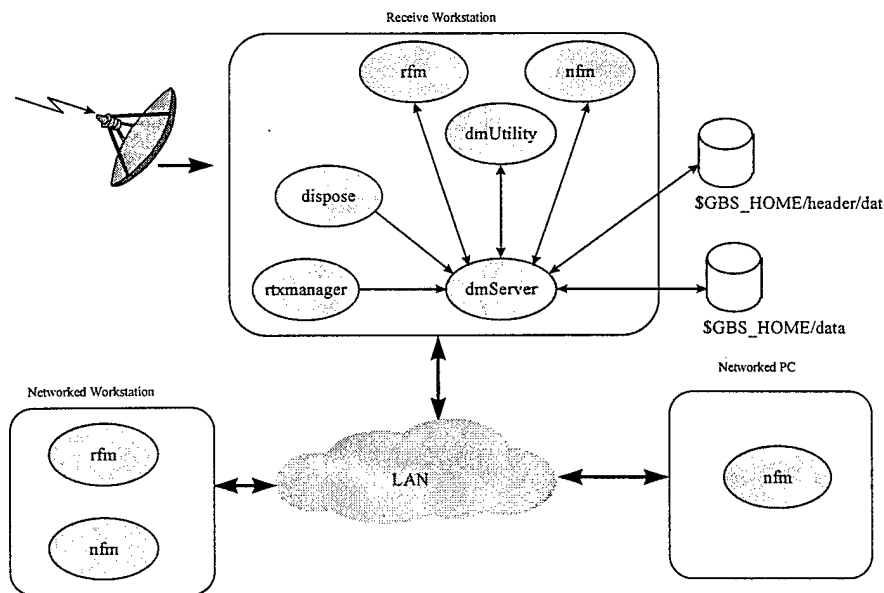 Receive Workstation
rfm
nfm
dmUtility
dispose
$GBS_HOME/header/dat
rtxmanager
dmServer
$GBS_HOME/data
Networked Workstation
Networked PC
rfm
LAN
nfm
nfm